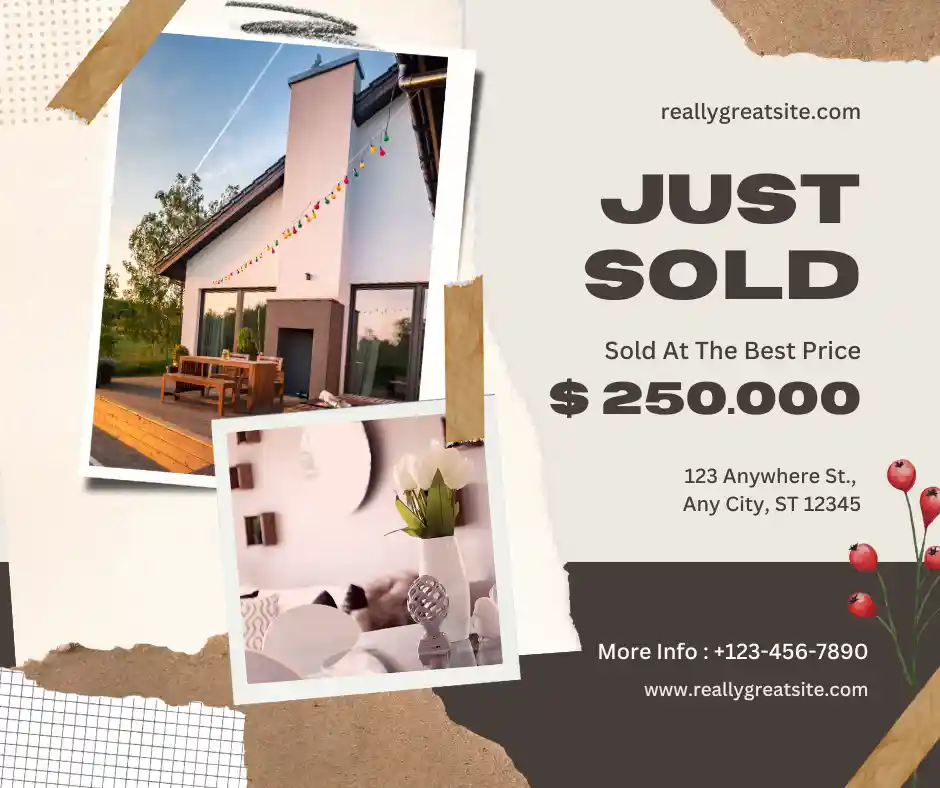 reallygreatsite.com
JUST
SOLD
Sold At The Best Price
$ 250.000
123 Anywhere St.,
Any City, ST 12345
More Info : +123-456-7890
www.reallygreatsite.com